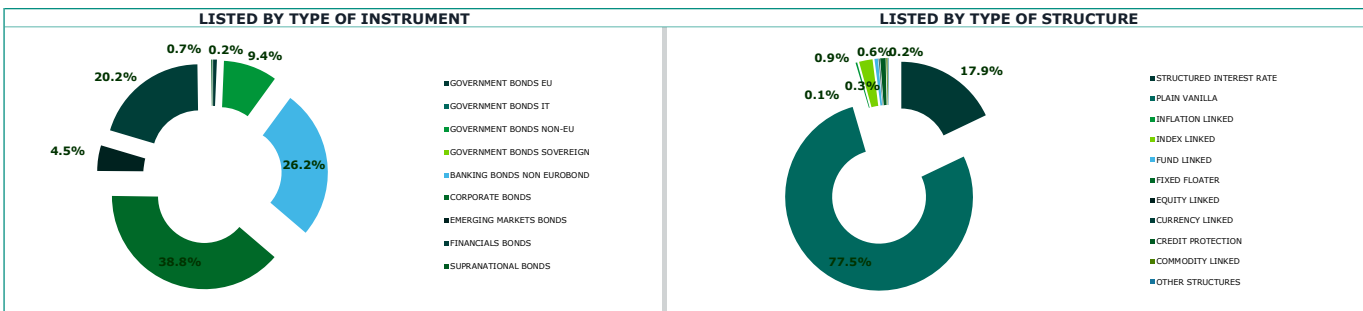 LISTED BY TYPE OF INSTRUMENT
0.7%
0.2%
9.4%
20.2%
4.5%
26.2%
38.8%
GOVERNMENT BONDS EU
GOVERNMENT BONDS IT
GOVERNMENT BONDS NON-EU
GOVERNMENT BONDS SOVEREIGN
BANKING BONDS NON EUROBOND
CORPORATE BONDS
EMERGING MARKETS BONDS
FINANCIALS BONDS
SUPRANATIONAL BONDS
LISTED BY TYPE OF STRUCTURE
0.9%
0.6%
0.2%
17.9%
0.3%
0.1%
77.5%
STRUCTURED INTEREST RATE
PLAIN VANILLA
INFLATION LINKED
INDEX LINKED
FUND LINKED
FIXED FLOATER
EQUITY LINKED
CURRENCY LINKED
CREDIT PROTECTION
COMMODITY LINKED
OTHER STRUCTURES